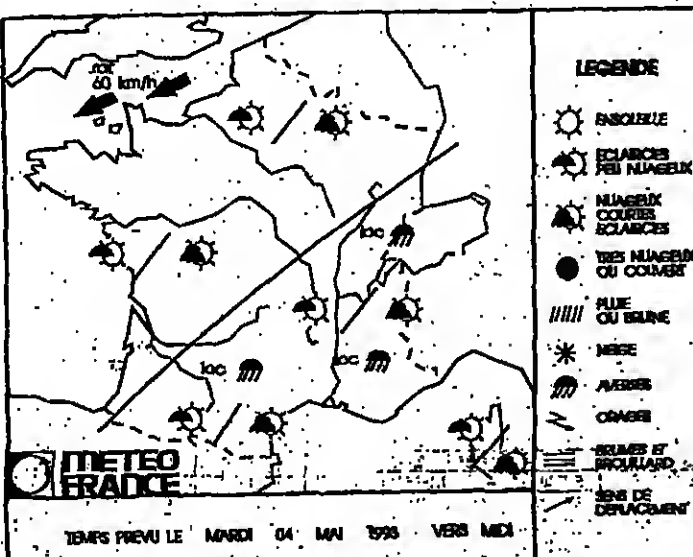 soir
60 km/h
loc
loc
loc
METEO
FRANCE
TEMPS PREVU LE MARDI 04 MAI 1993 VERS MIDI
LEGENDE
ENSOLEILLE
ECLAIRCIES
PEU NUAGEUX
NUAGEUX
COURTES
ECLAIRCIES
TRES NUAGEUX
OU COUVERT
PLUIE
OU BRUINE
NEIGE
AVERSES
ORAGES
BRUMES ET
BROUILLARD
SENS DE
DEPLACEMENT